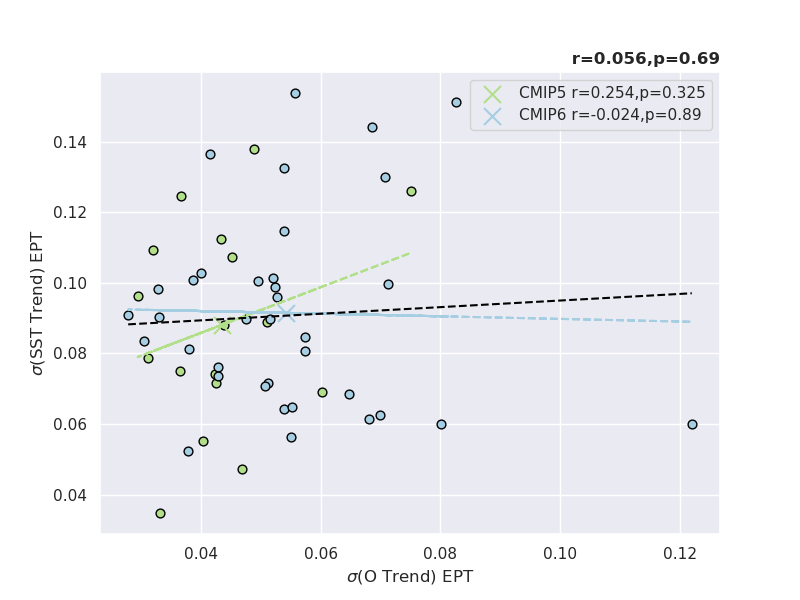 r=0.056,p=0.69
CMIP5 r=0.254,p=0.325
CMIP6 r=-0.024,p=0.89
0.14
0.12
0.10
0.08
0.06
0.04
σ(SST Trend) EPT
0.04 0.06 0.08 0.10 0.12
σ(O Trend) EPT